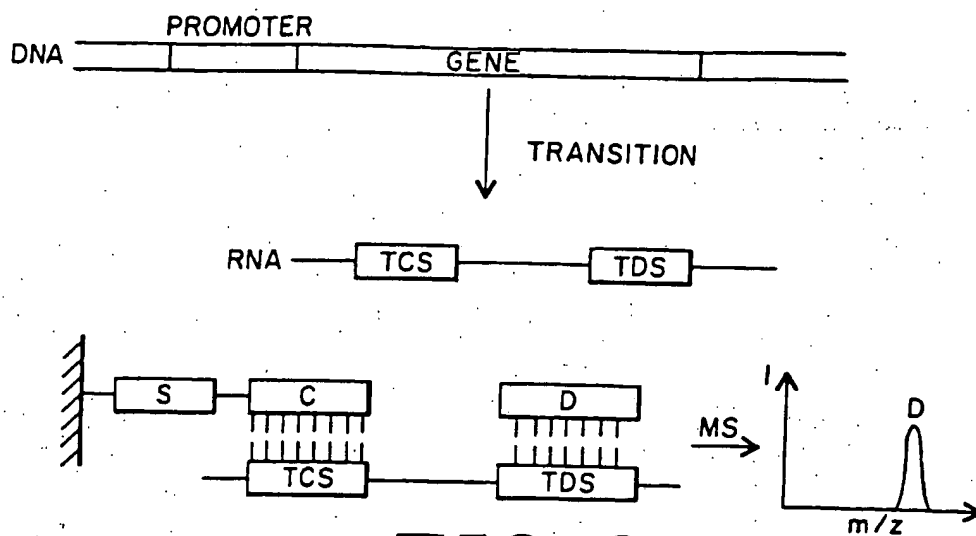 PROMOTER
DNA
GENE
TRANSITION
RNA
TCS
TDS
S
C
D
MS
I
D
TCS
TDS
m/z